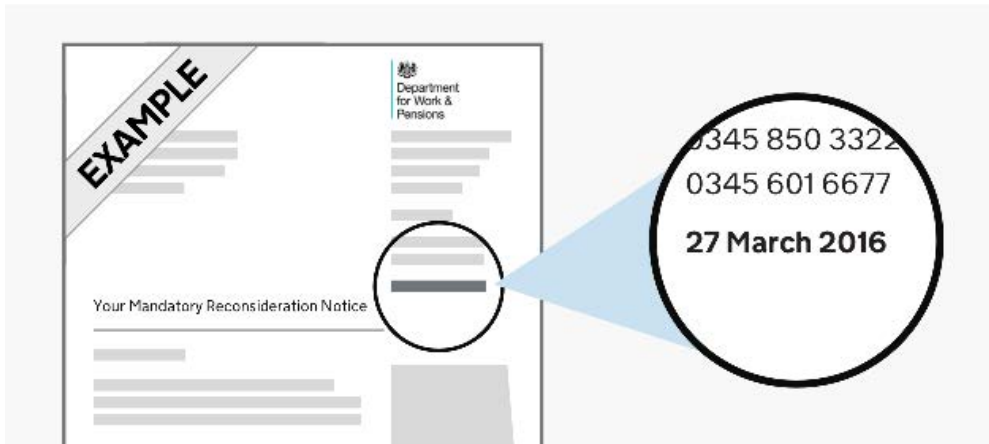 EXAMPLE
Department
for Work &
Pensions
Your Mandatory Reconsideration Notice
0345 850 3322
0345 601 6677
27 March 2016